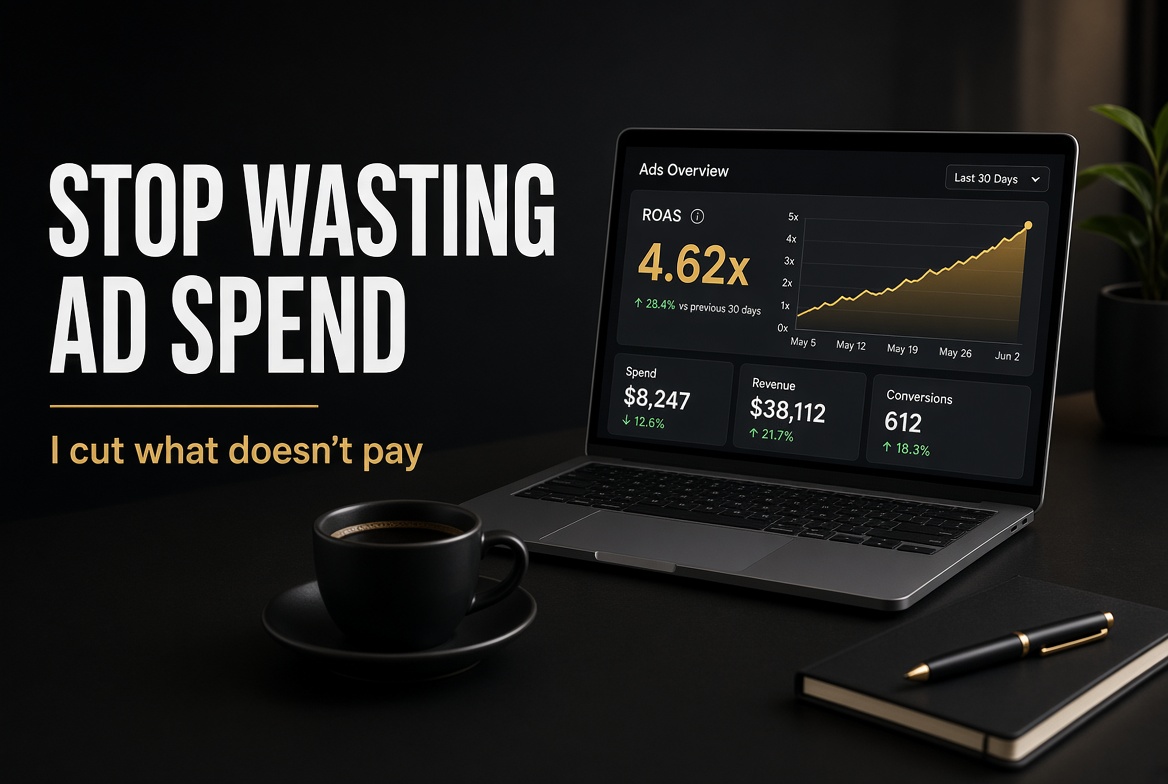 STOP WASTING
AD SPEND
I cut what doesn't pay
Ads Overview
Last 30 Days
ROAS
4.62x
↑ 28.4% vs previous 30 days
5x
4x
3x
2x
1x
0x
May 5 May 12 May 19 May 26 Jun 2
Spend
$8,247
↓ 12.6%
Revenue
$38,112
↑ 21.7%
Conversions
612
↑ 18.3%